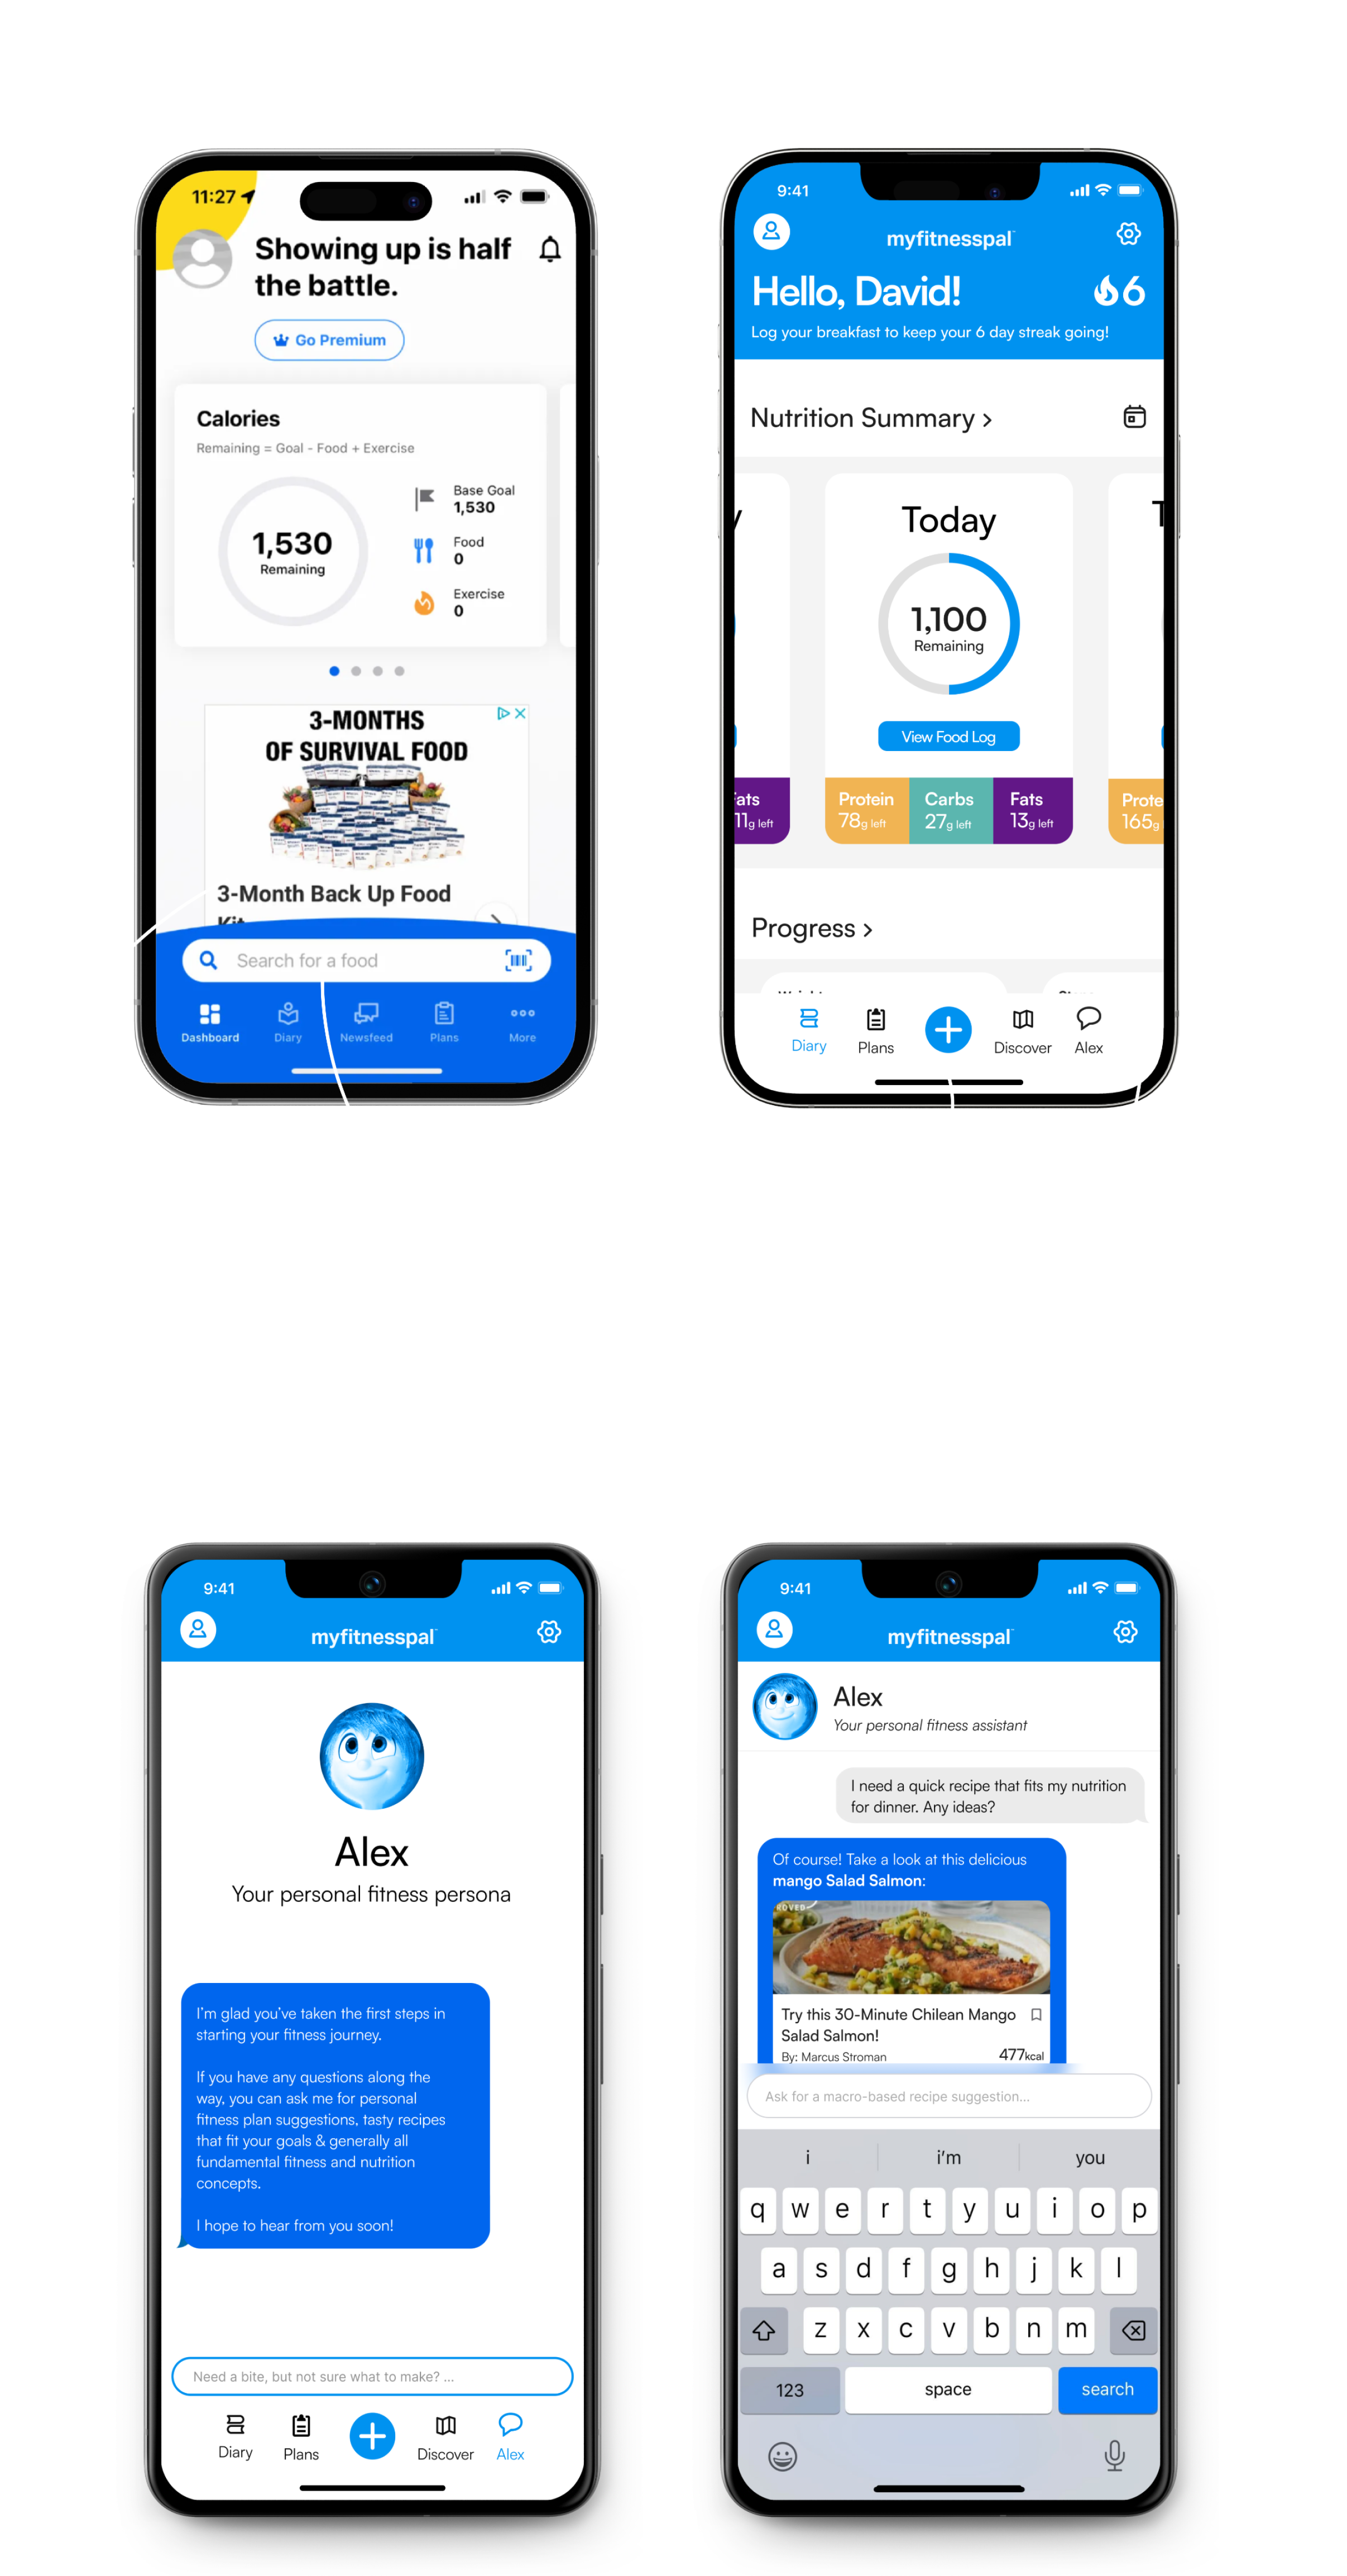 11:27
Showing up is half
the battle.
Go Premium
Calories
Remaining = Goal - Food + Exercise
1,530
Remaining
Base Goal
1,530
Food
0
Exercise
0
3-MONTHS
OF SURVIVAL FOOD
3-Month Back Up Food
Kit
Search for a food
Dashboard
Diary
Newsfeed
Plans
More
9:41
myfitnesspal
Hello, David!
6
Log your breakfast to keep your 6 day streak going!
Nutrition Summary >
y
Today
T
1,100
Remaining
View Food Log
ats
11g left
Protein
78g left
Carbs
27g left
Fats
13g left
Prote
165g
Progress >
Diary
Plans
Discover
Alex
9:41
myfitnesspal
Alex
Your personal fitness persona
I'm glad you've taken the first steps in
starting your fitness journey.
If you have any questions along the
way, you can ask me for personal
fitness plan suggestions, tasty recipes
that fit your goals & generally all
fundamental fitness and nutrition
concepts.
I hope to hear from you soon!
Need a bite, but not sure what to make? ...
Diary
Plans
Discover
Alex
9:41
myfitnesspal
Alex
Your personal fitness assistant
I need a quick recipe that fits my nutrition
for dinner. Any ideas?
Of course! Take a look at this delicious
mango Salad Salmon:
ROVED
Try this 30-Minute Chilean Mango
Salad Salmon!
By: Marcus Stroman
477kcal
Ask for a macro-based recipe suggestion...
i i'm you
q w e r t y u i o p
a s d f g h j k l
z x c v b n m
123 space search